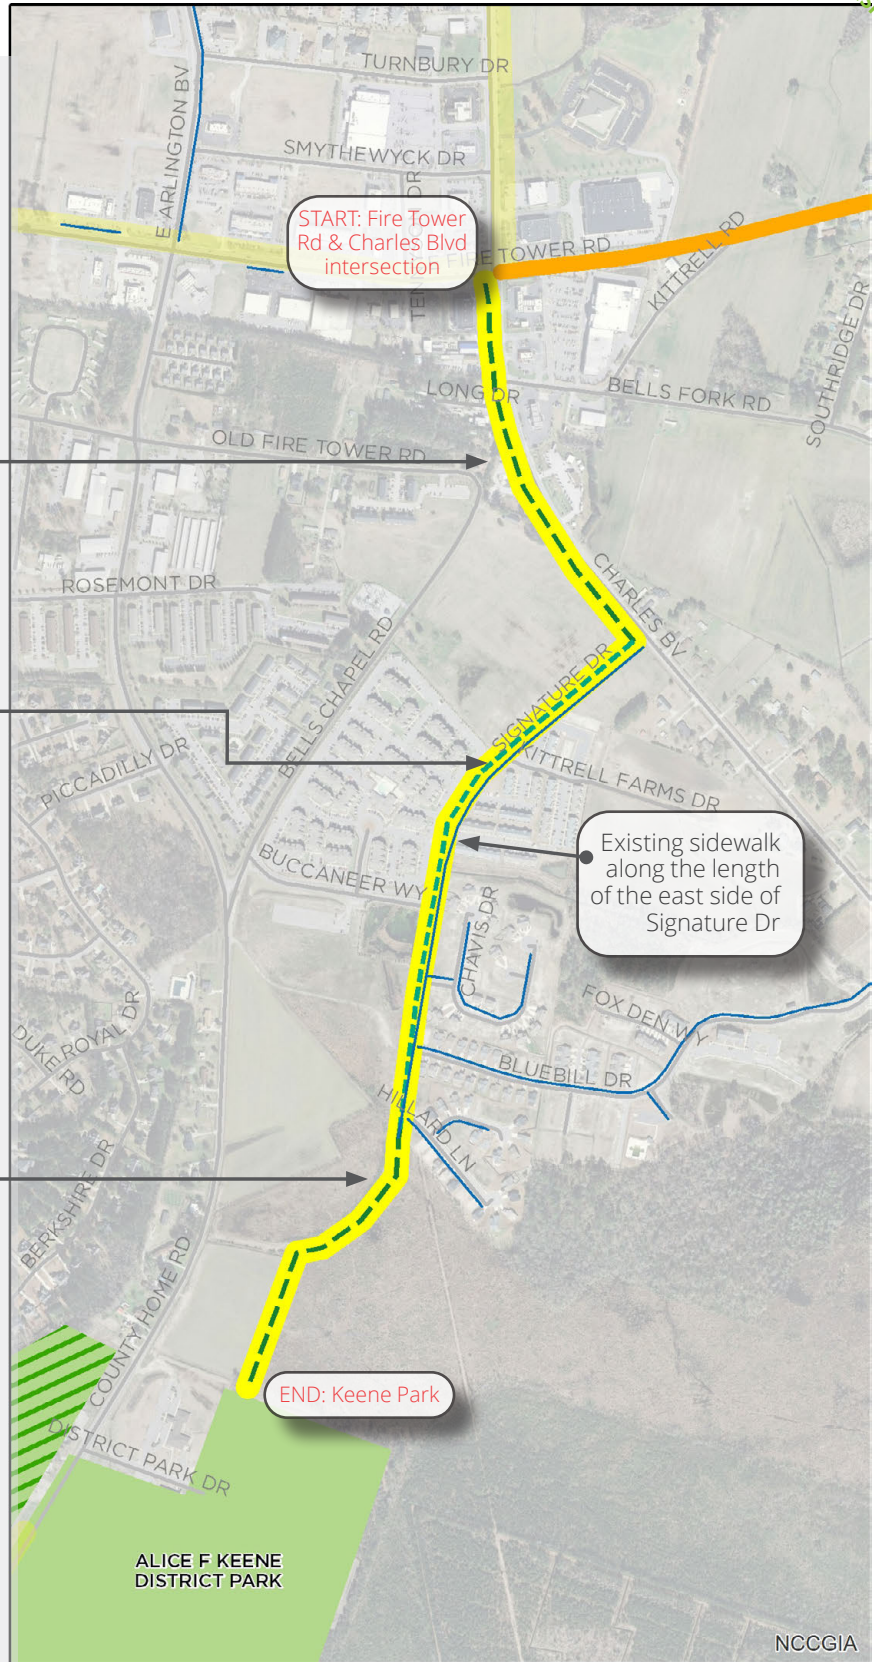 TURNBURY DR
E ARLINGTON BV
SMYTHEWYCK DR
START: Fire Tower
Rd & Charles Blvd
intersection
FIRE TOWER RD
KITTRELL RD
SOUTHRIDGE DR
LONG DR
BELLS FORK RD
OLD FIRE TOWER RD
ROSEMONT DR
CHARLES BV
BELLS CHAPEL RD
SIGNATURE DR
PICCADILLY DR
KITTRELL FARMS DR
Existing sidewalk
along the length
of the east side of
Signature Dr
BUCCANEER WY
CHAVIS DR
FOX DEN WY
ROYAL DR
DUKE RD
BLUEBILL DR
HILLARD LN
BERKSHIRE DR
COUNTY HOME RD
END: Keene Park
DISTRICT PARK DR
ALICE F KEENE
DISTRICT PARK
NCCGIA